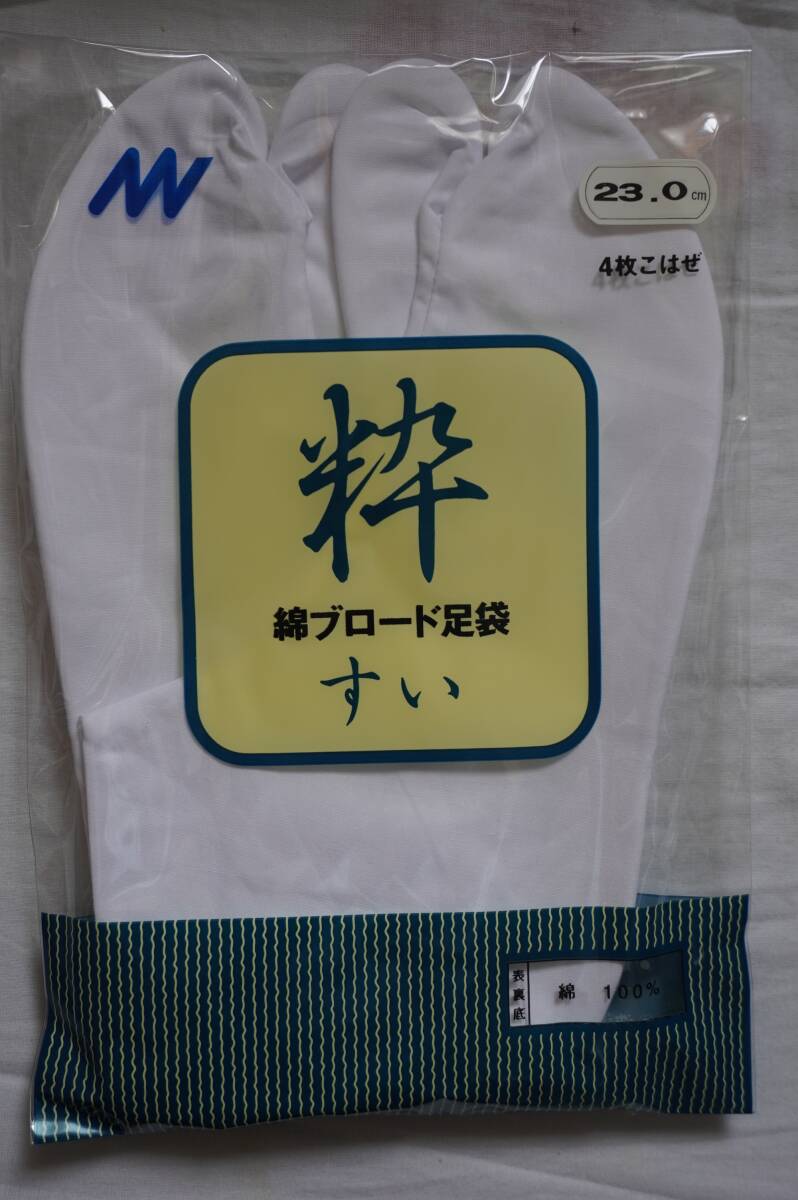 23.0cm
4枚こはぜ
粋
綿ブロード足袋
すい
表
裏
底
綿 100%